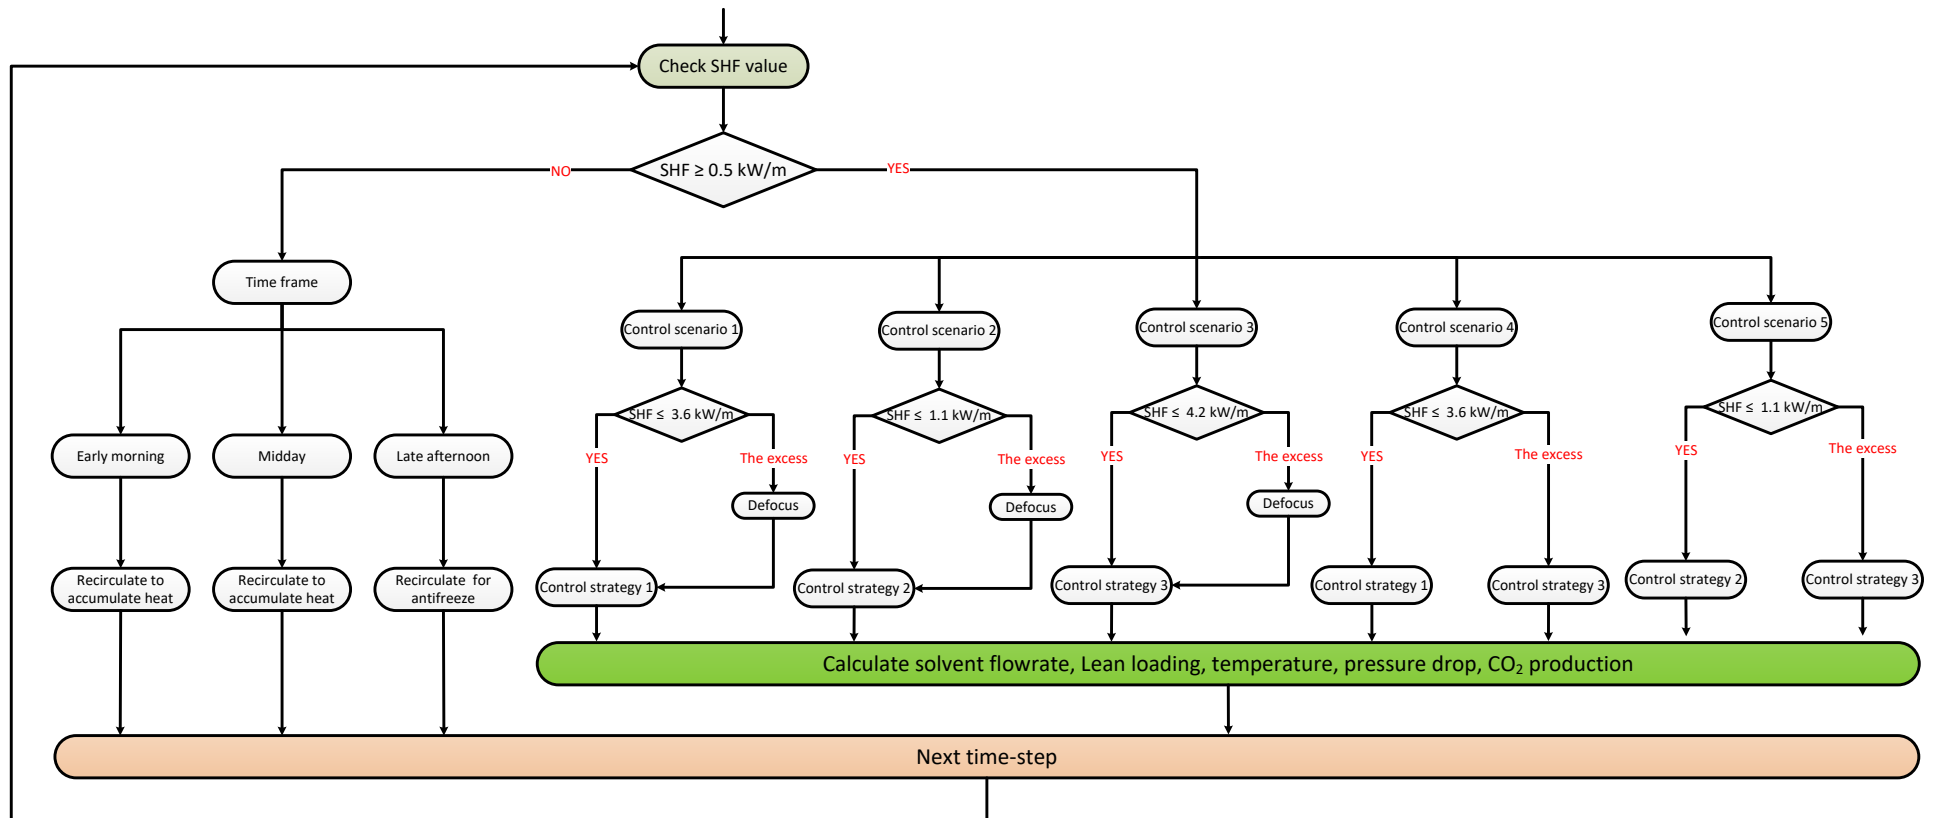 Check SHF value
SHF ≥ 0.5 kW/m
NO
YES
Time frame
Control scenario 1
Control scenario 2
Control scenario 3
Control scenario 4
Control scenario 5
SHF ≤ 3.6 kW/m
SHF ≤ 1.1 kW/m
SHF ≤ 4.2 kW/m
SHF ≤ 3.6 kW/m
SHF ≤ 1.1 kW/m
Early morning
Midday
Late afternoon
YES
The excess
YES
The excess
YES
The excess
YES
The excess
YES
The excess
Defocus
Defocus
Defocus
Recirculate to
accumulate heat
Recirculate to
accumulate heat
Recirculate for
antifreeze
Control strategy 1
Control strategy 2
Control strategy 3
Control strategy 1
Control strategy 3
Control strategy 2
Control strategy 3
Calculate solvent flowrate, Lean loading, temperature, pressure drop, CO₂ production
Next time-step